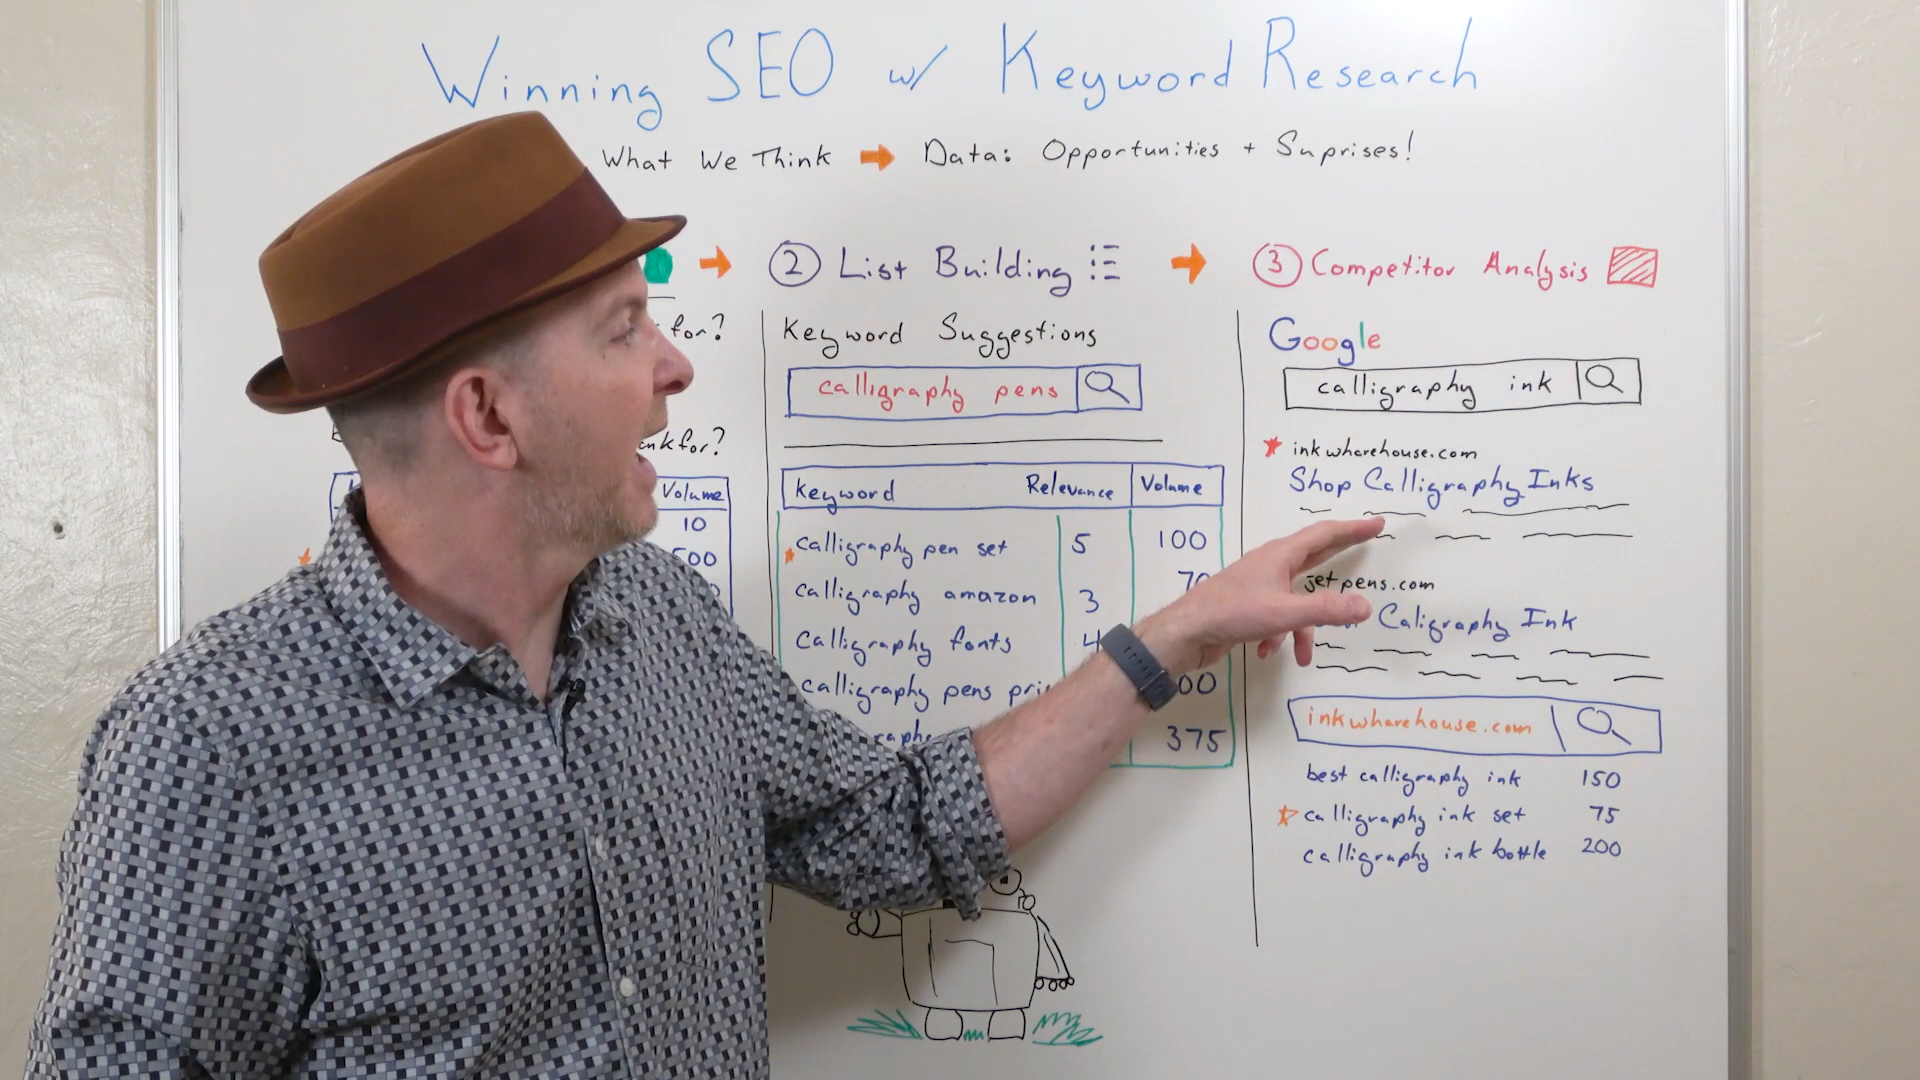 Winning SEO w/ Keyword Research
What We Think → Data: Opportunities + Suprises!
→ 2 List Building → 3 Competitor Analysis
for?
for?
Volume
10
500
Keyword Suggestions
calligraphy pens
Keyword Relevance Volume
calligraphy pen set 5 100
calligraphy amazon 3
calligraphy fonts 4
calligraphy pens
375
Google
calligraphy ink
inkwharehouse.com
Shop Calligraphy Inks
jetpens.com
Caligraphy Ink
inkwharehouse.com
best calligraphy ink 150
calligraphy ink set 75
calligraphy ink bottle 200